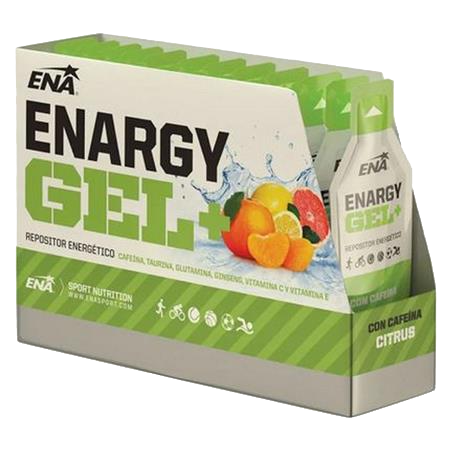 ENA
ENARGY
GEL+
REPOSITOR ENERGÉTICO CAFEÍNA, TAURINA, GLUTAMINA, GINSENG, VITAMINA C Y VITAMINA E
ENA SPORT NUTRITION
WWW.ENASPORT.COM
ENA
ENARGY
GEL+
REPOSITOR ENERGÉTICO
CON CAFEÍNA
CITRUS